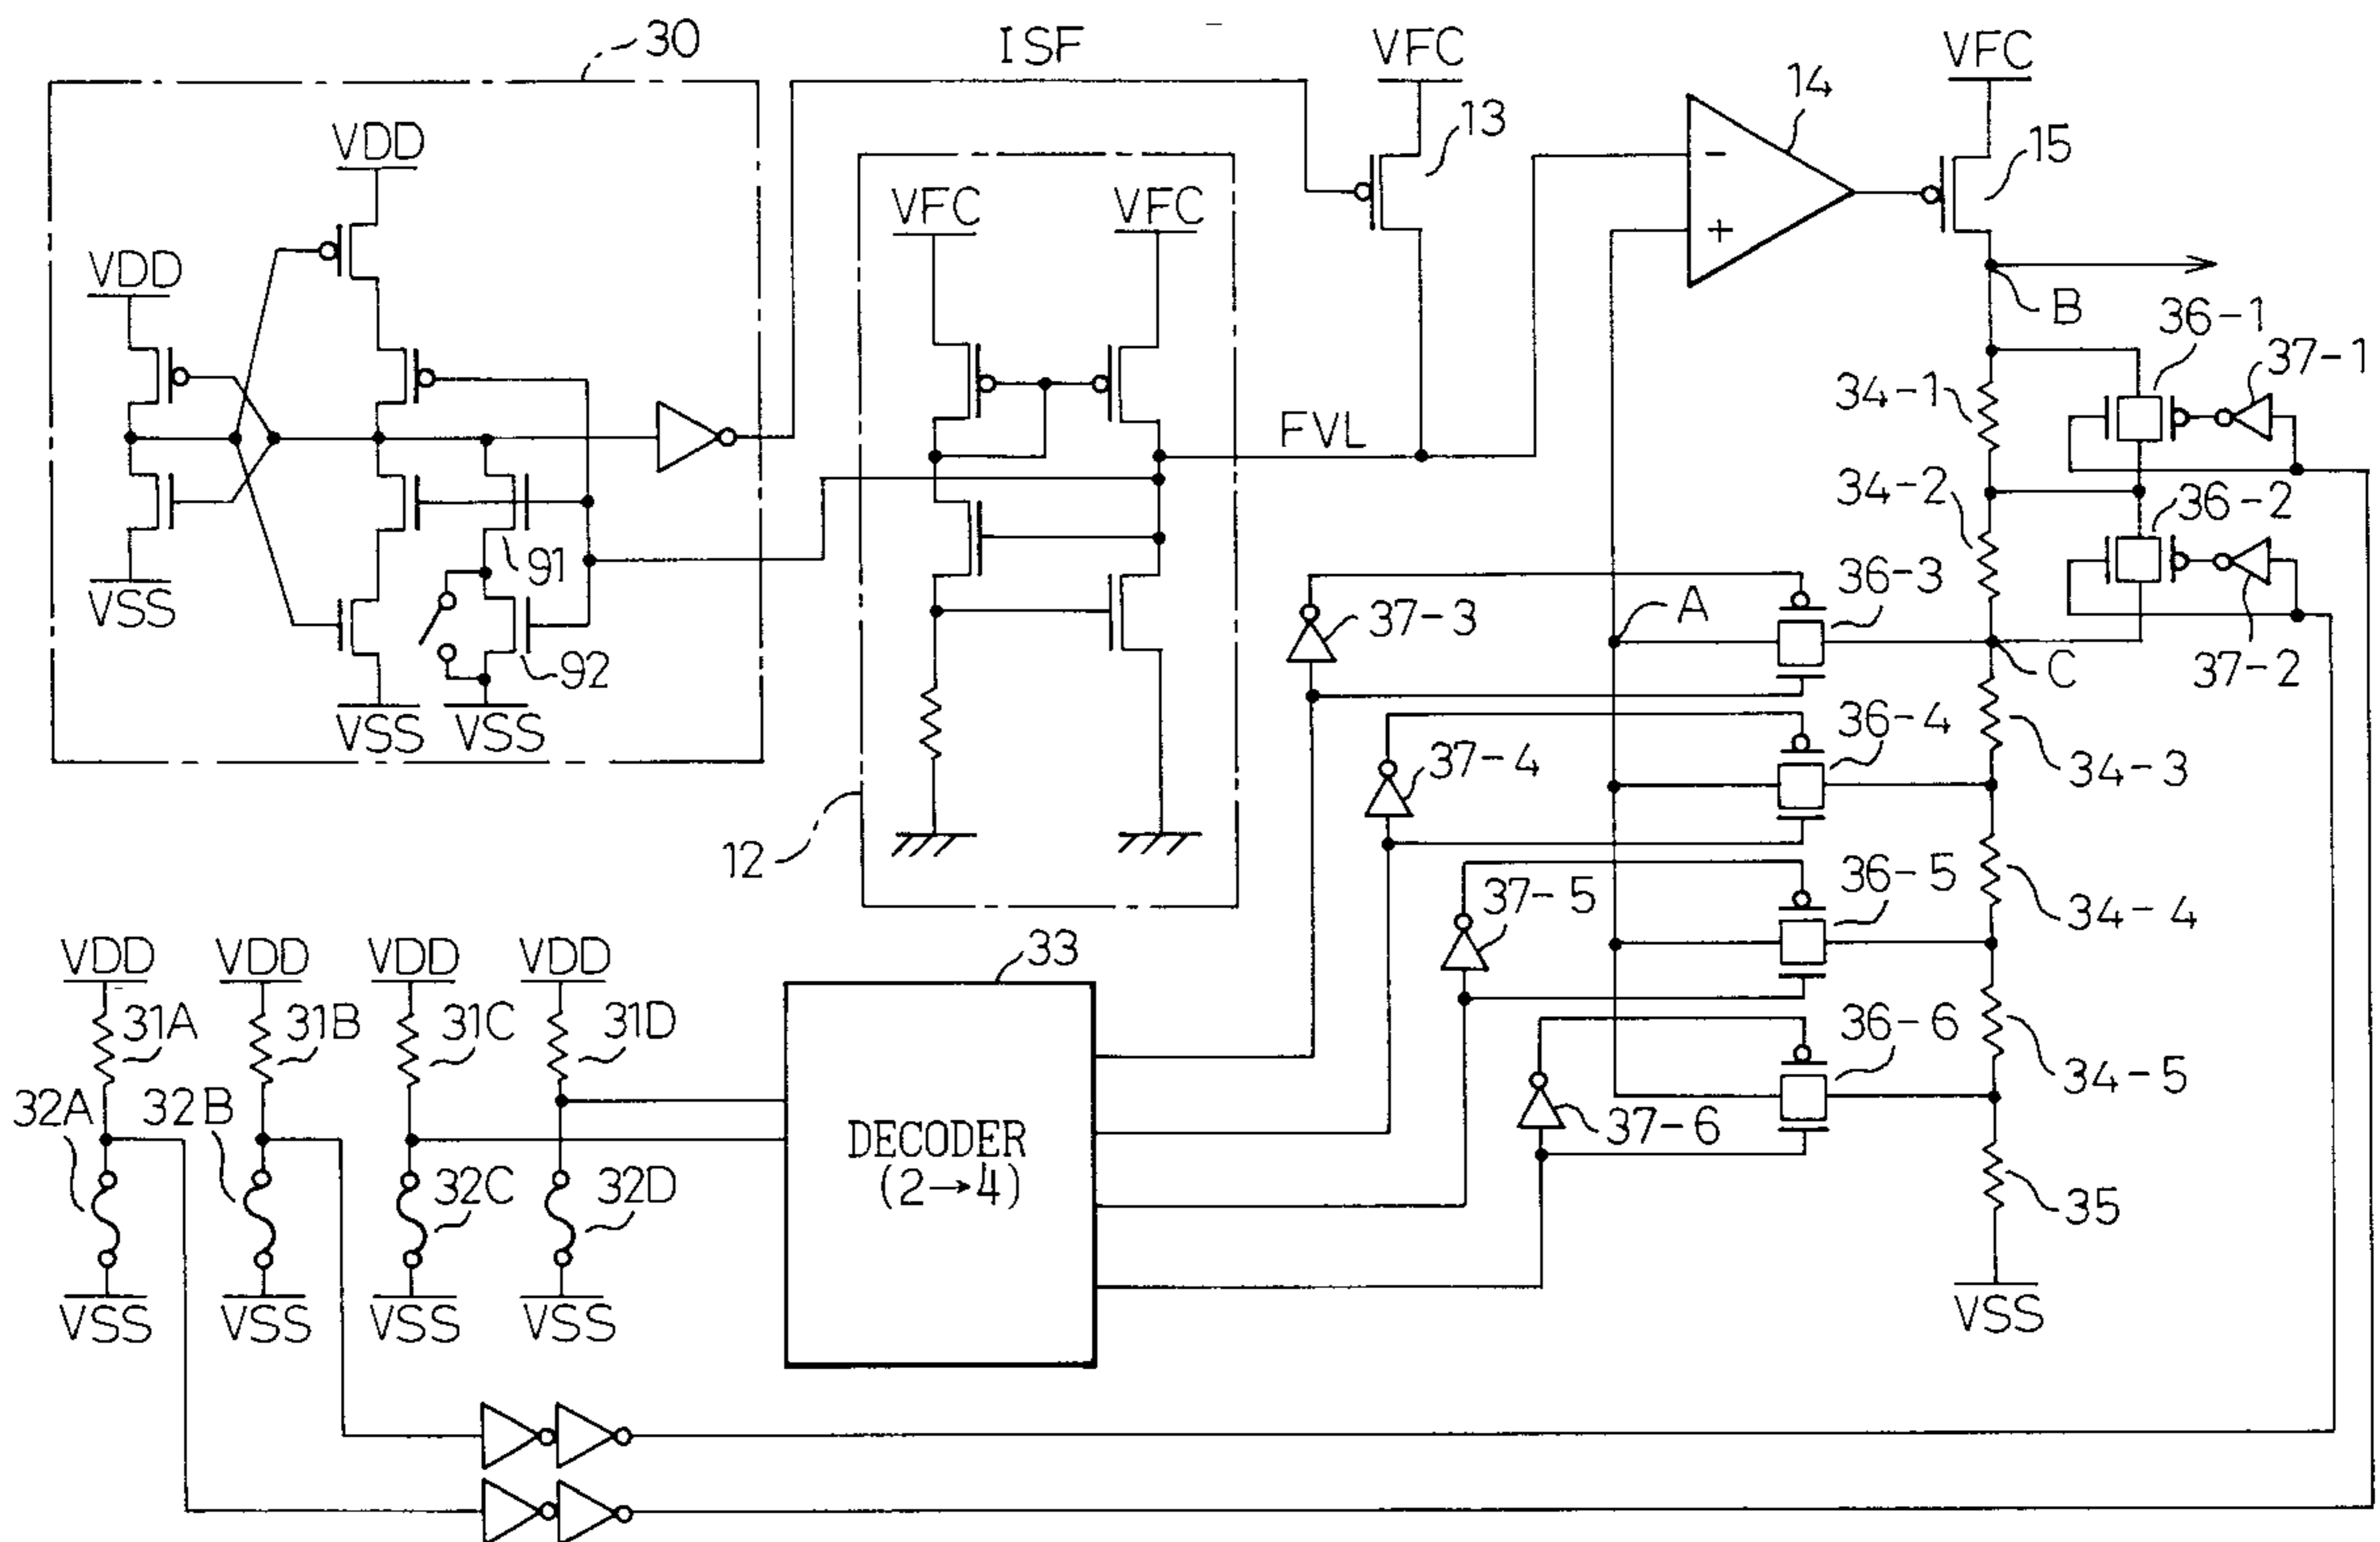 30
ISF
VFC
VFC
14
13
15
VDD
VFC
VFC
VDD
-
+
B
36-1
37-1
34-1
FVL
34-2
36-2
91
VSS
36-3
A
37-3
92
C
37-2
VSS
VSS
36-4
37-4
34-3
12
36-5
37-5
34-4
33
VDD
VDD
VDD
VDD
31A
31B
31C
31D
36-6
34-5
32A
32B
DECODER
(2→4)
37-6
32C
32D
35
VSS
VSS
VSS
VSS
VSS